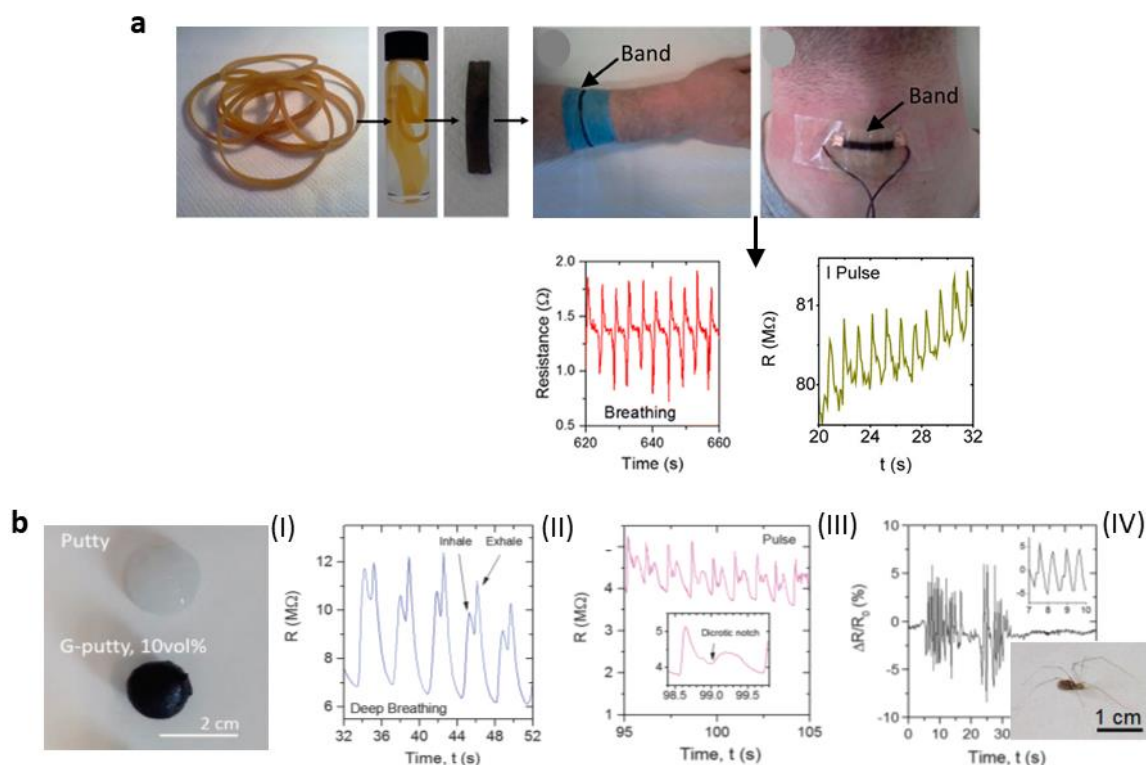 a
Band
Band
2.0
1.5
1.0
0.5
Resistance (Ω)
Breathing
620
640
660
Time (s)
I Pulse
81
80
R (MΩ)
20
24
28
32
t (s)
b
Putty
G-putty, 10vol%
2 cm
(I)
12
10
8
6
R (MΩ)
Inhale
Exhale
Deep Breathing
32
36
40
44
48
52
Time, t (s)
(II)
5
4
3
2
1
R (MΩ)
Pulse
Dicrotic notch
5
4
98.5
99.0
99.5
95
100
105
Time, t (s)
(III)
10
5
0
-5
-10
ΔR/R0 (%)
5
0
-5
7
8
9
10
0
10
20
30
Time, t (s)
(IV)
1 cm